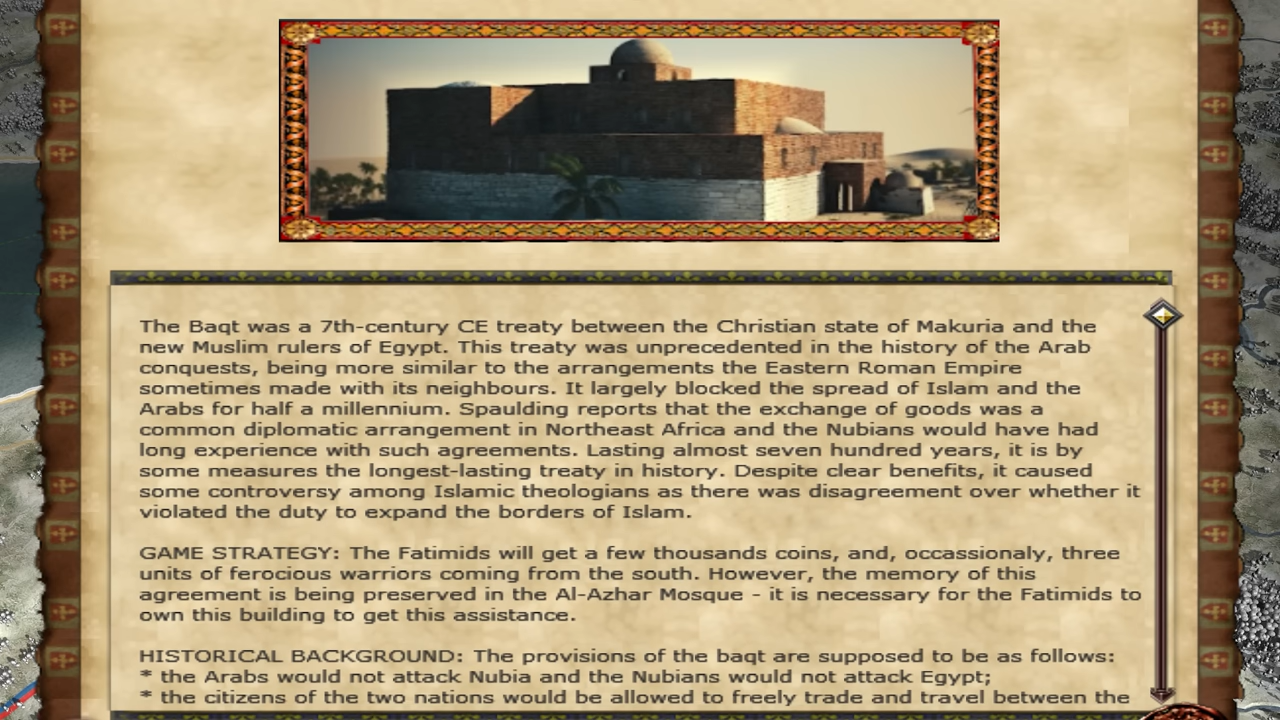 The Baqt was a 7th-century CE treaty between the Christian state of Makuria and the
new Muslim rulers of Egypt. This treaty was unprecedented in the history of the Arab
conquests, being more similar to the arrangements the Eastern Roman Empire
sometimes made with its neighbours. It largely blocked the spread of Islam and the
Arabs for half a millennium. Spaulding reports that the exchange of goods was a
common diplomatic arrangement in Northeast Africa and the Nubians would have had
long experience with such agreements. Lasting almost seven hundred years, it is by
some measures the longest-lasting treaty in history. Despite clear benefits, it caused
some controversy among Islamic theologians as there was disagreement over whether it
violated the duty to expand the borders of Islam.
GAME STRATEGY: The Fatimids will get a few thousands coins, and, occassionaly, three
units of ferocious warriors coming from the south. However, the memory of this
agreement is being preserved in the Al-Azhar Mosque - it is necessary for the Fatimids to
own this building to get this assistance.
HISTORICAL BACKGROUND: The provisions of the baqt are supposed to be as follows:
* the Arabs would not attack Nubia and the Nubians would not attack Egypt;
* the citizens of the two nations would be allowed to freely trade and travel between the